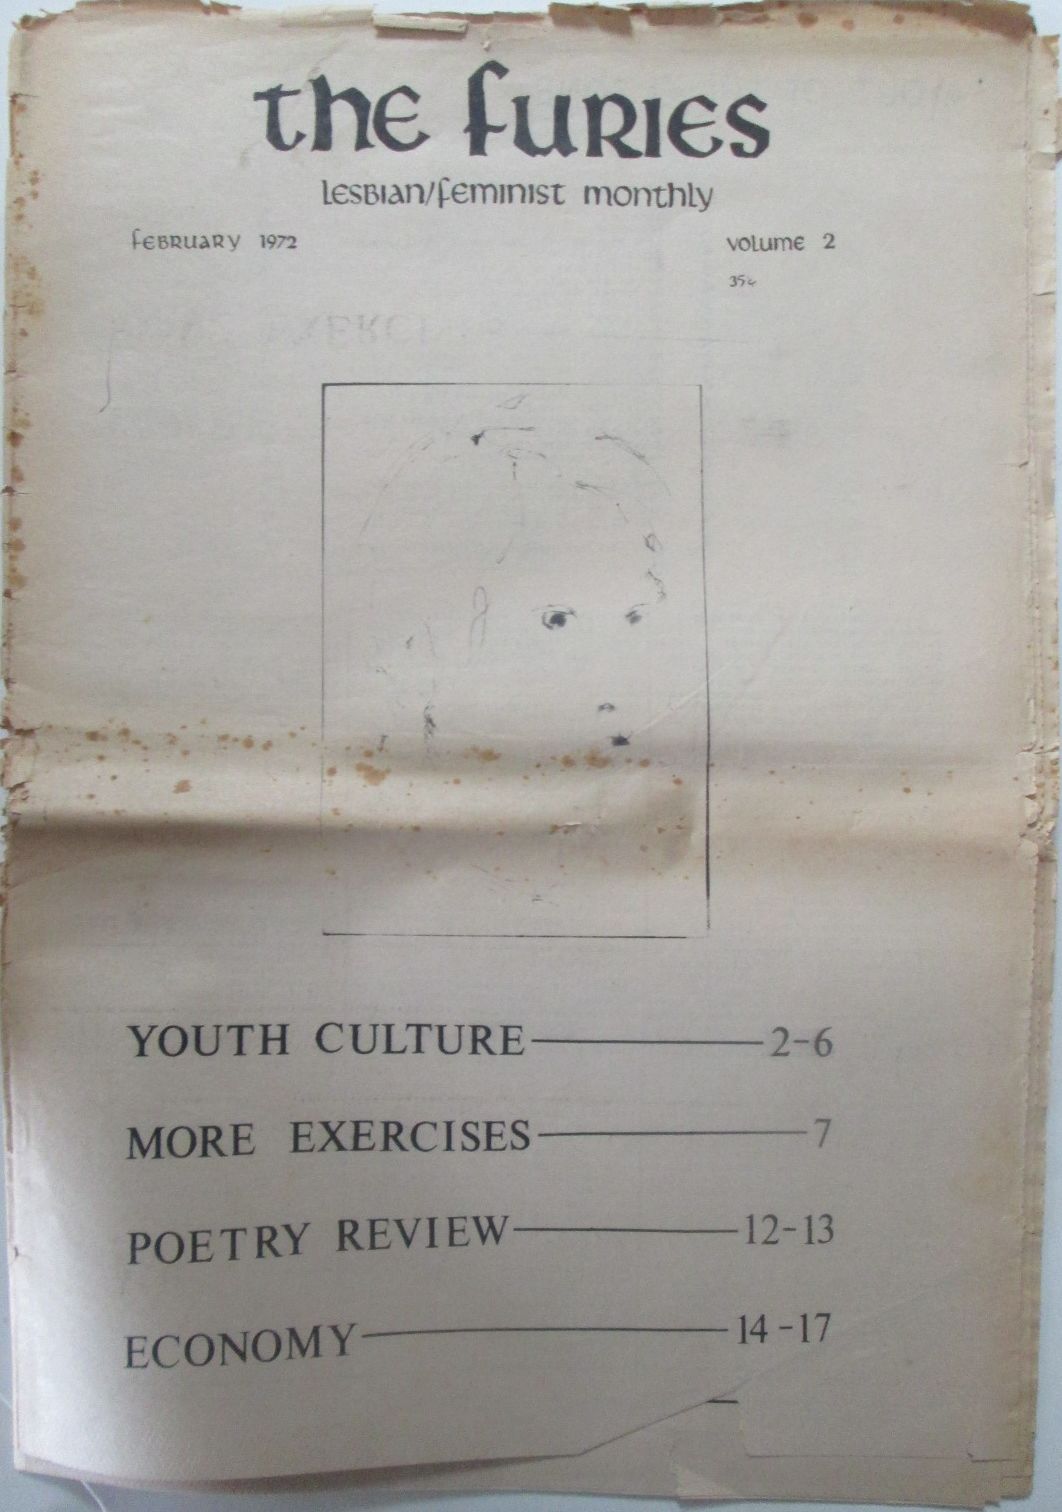 the furies
lesbian/feminist monthly
february 1972 volume 2
35¢
YOUTH CULTURE 2-6
MORE EXERCISES 7
POETRY REVIEW 12-13
ECONOMY 14-17